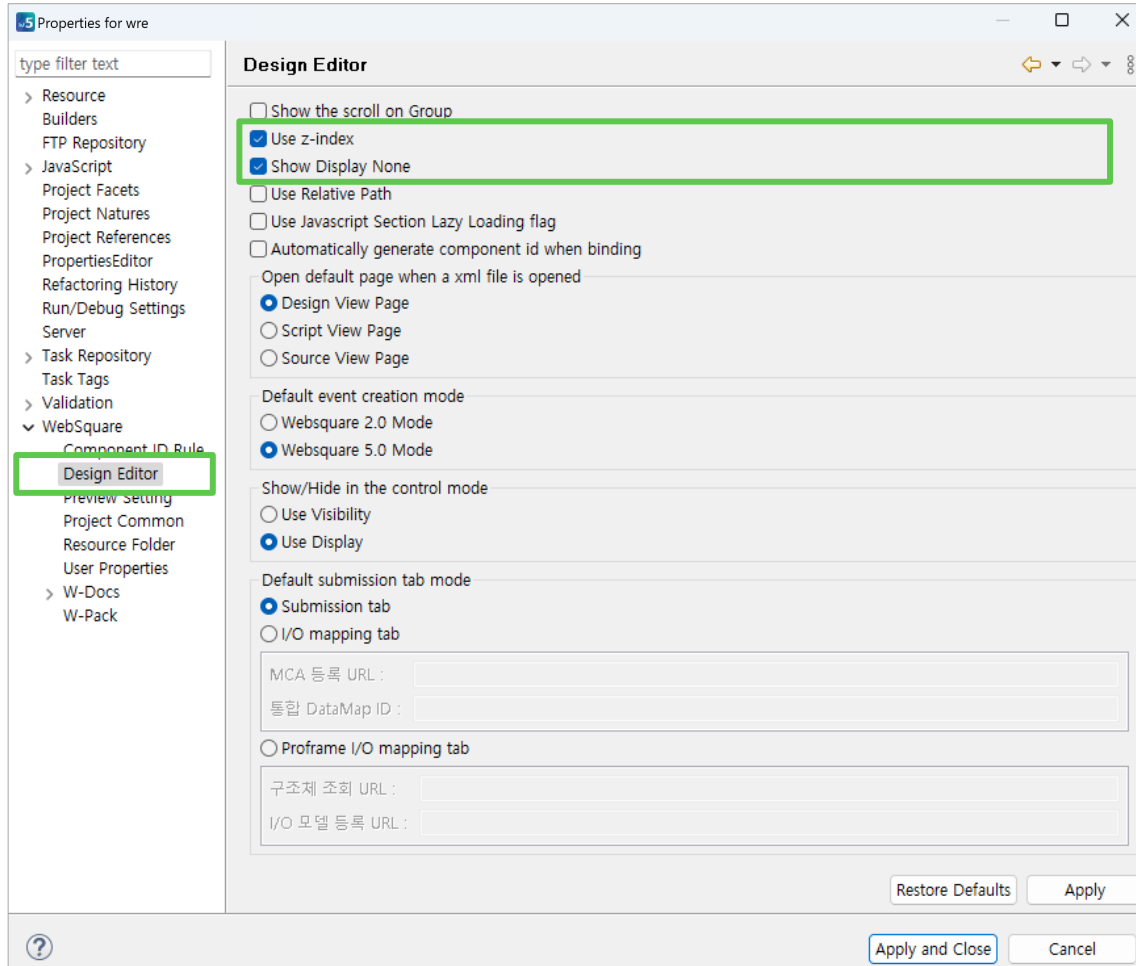 w5 Properties for wre
type filter text
Design Editor
Resource
Builders
FTP Repository
JavaScript
Project Facets
Project Natures
Project References
PropertiesEditor
Refactoring History
Run/Debug Settings
Server
Task Repository
Task Tags
Validation
WebSquare
Component ID Rule
Design Editor
Preview Setting
Project Common
Resource Folder
User Properties
W-Docs
W-Pack
Show the scroll on Group
Use z-index
Show Display None
Use Relative Path
Use Javascript Section Lazy Loading flag
Automatically generate component id when binding
Open default page when a xml file is opened
Design View Page
Script View Page
Source View Page
Default event creation mode
Websquare 2.0 Mode
Websquare 5.0 Mode
Show/Hide in the control mode
Use Visibility
Use Display
Default submission tab mode
Submission tab
I/O mapping tab
MCA 등록 URL :
통합 DataMap ID :
Proframe I/O mapping tab
구조체 조회 URL :
I/O 모델 등록 URL :
Restore Defaults
Apply
?
Apply and Close
Cancel